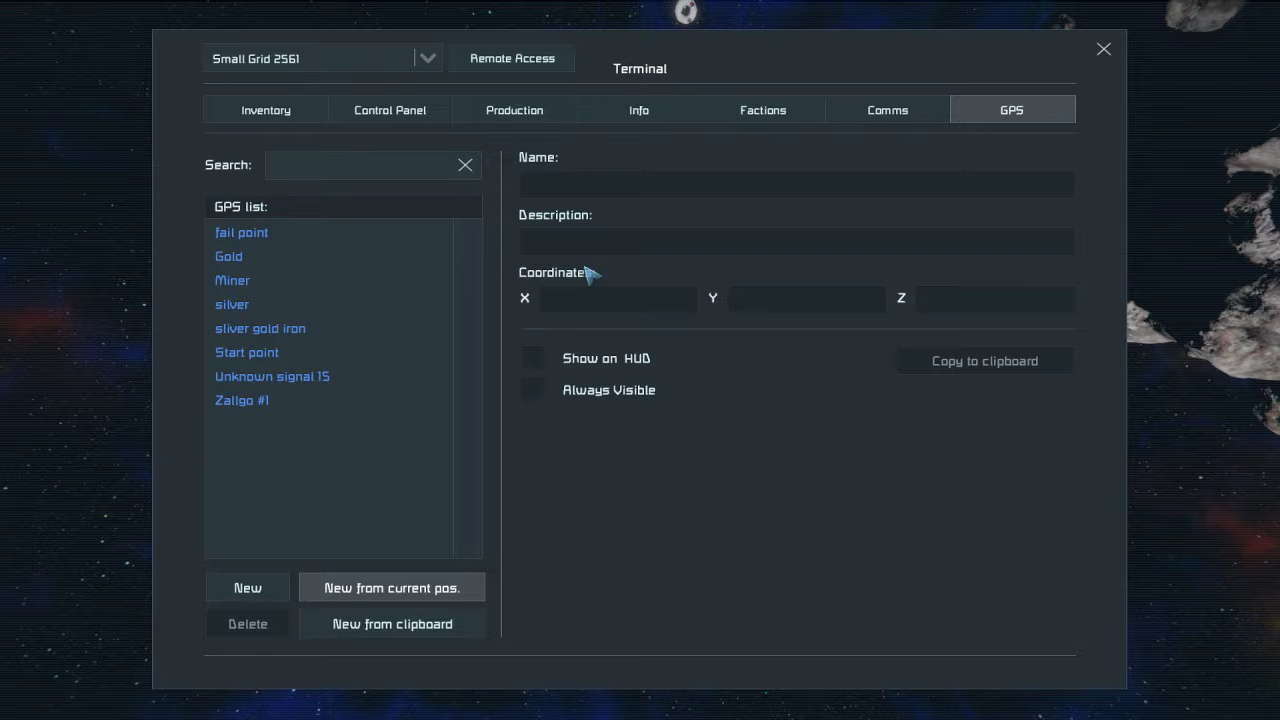 Small Grid 2561
Remote Access
Terminal
Inventory
Control Panel
Production
Info
Factions
Comms
GPS
Search:
GPS list:
fail point
Gold
Miner
silver
sliver gold iron
Start point
Unknown signal 15
Zallgo #1
New
New from current pos.
Delete
New from clipboard
Name:
Description:
Coordinates:
X
Y
Z
Show on HUD
Copy to clipboard
Always Visible